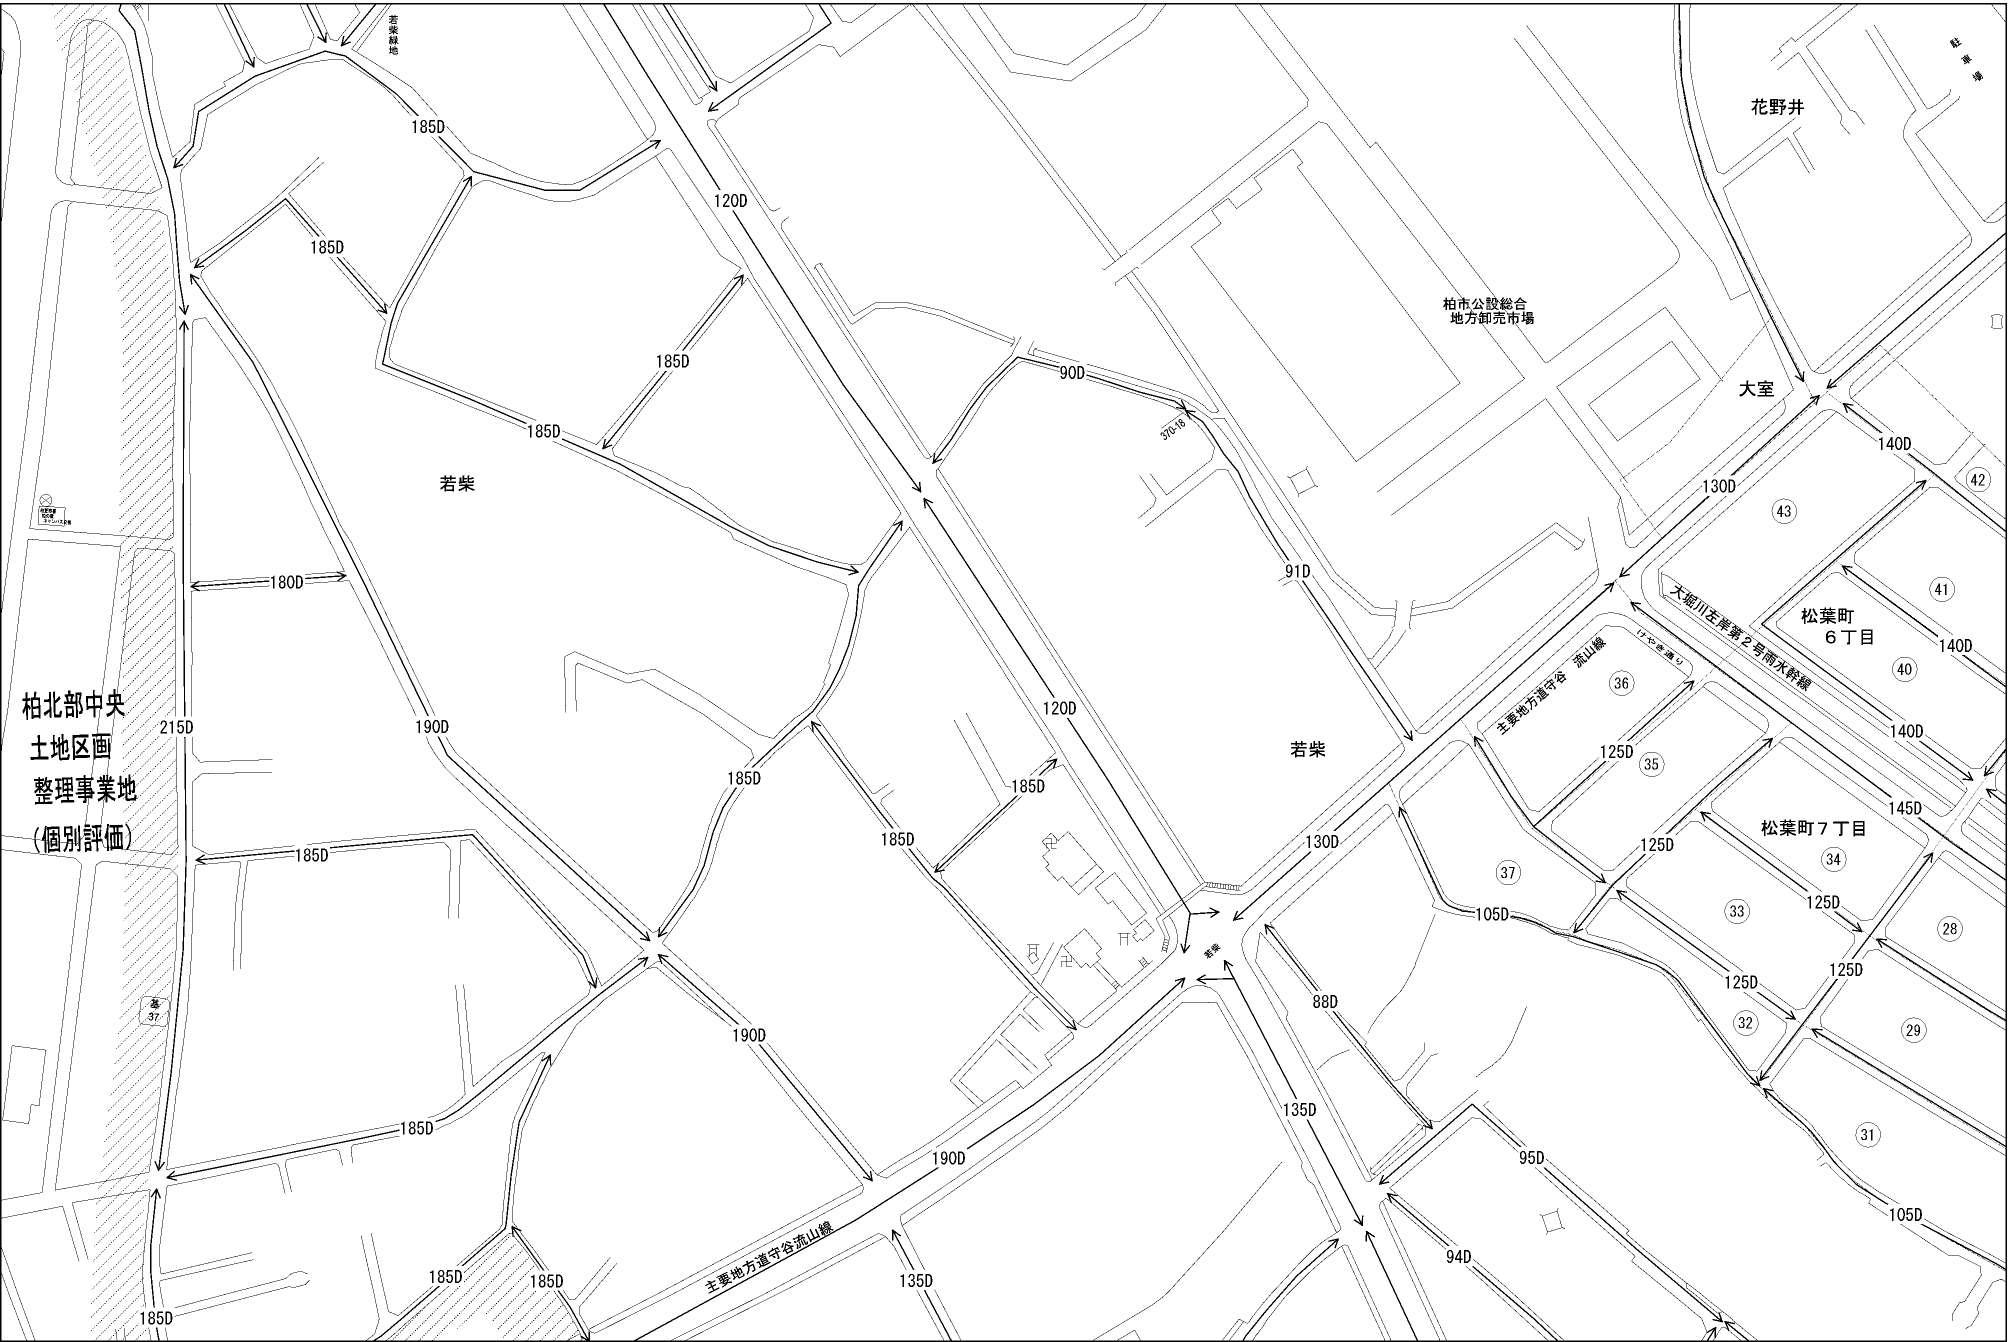 若柴緑地
駐車場
花野井
185D
120D
185D
柏市公設総合
地方卸売市場
185D
90D
大室
370-18
185D
140D
若柴
42
130D
43
91D
180D
41
大堀川左岸第２号雨水幹線
松葉町
６丁目
けやき通り
140D
主要地方道守谷　流山線
40
36
柏北部中央
土地区画
整理事業地
（個別評価）
215D
190D
120D
140D
若柴
125D
35
185D
185D
145D
松葉町７丁目
185D
130D
125D
34
185D
37
125D
33
105D
28
若柴
125D
125D
基
37
88D
32
29
190D
135D
185D
31
190D
95D
105D
主要地方道守谷流山線
94D
185D
185D
135D
185D